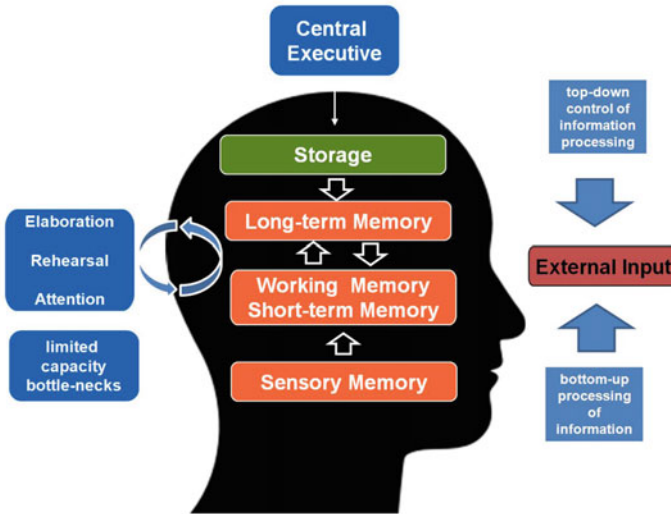 Central
Executive
top-down
control of
information
processing
Storage
Long-term Memory
Elaboration
Rehearsal
Attention
Working Memory
Short-term Memory
External Input
limited
capacity
bottle-necks
Sensory Memory
bottom-up
processing
of
information